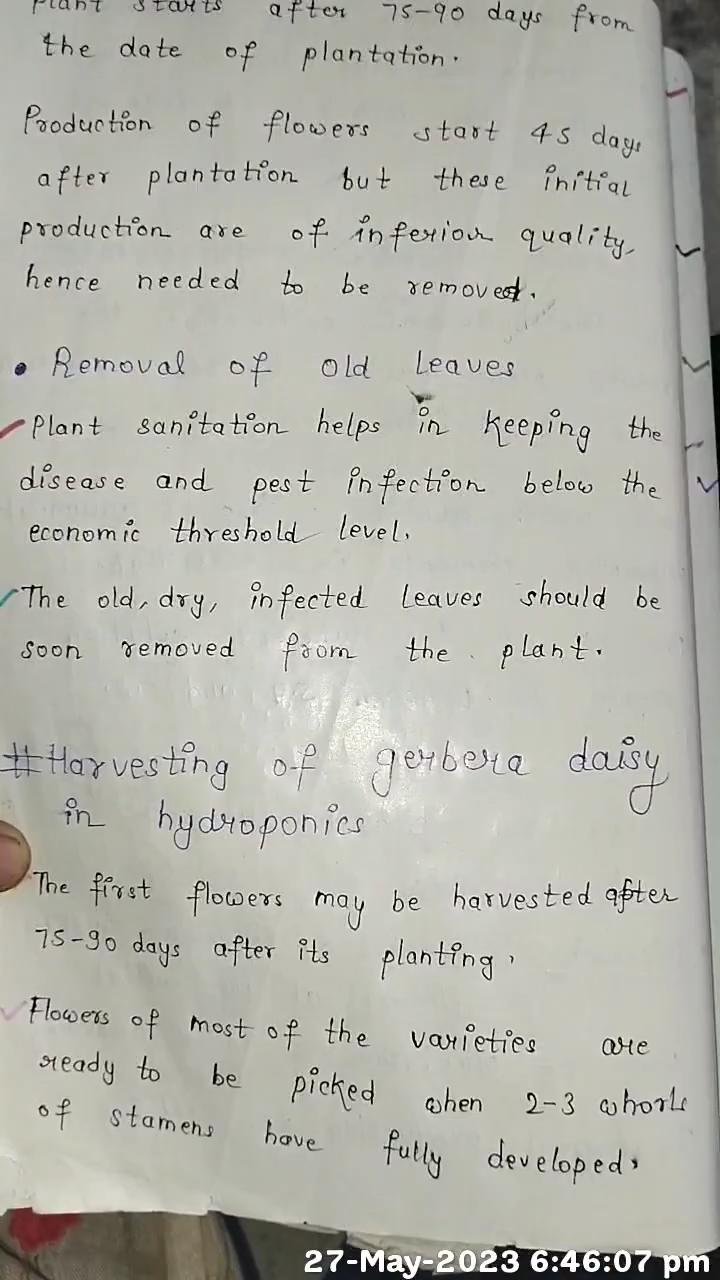 Plant starts after 75-90 days from
the date of plantation.
Production of flowers start 45 days
after plantation but these initial
production are of inferior quality,
hence needed to be removed.
• Removal of old leaves
Plant sanitation helps in keeping the
disease and pest infection below the
economic threshold level.
The old, dry, infected leaves should be
soon removed from the plant.
# Harvesting of gerbera daisy
in hydroponics
The first flowers may be harvested after
75-90 days after its planting.
Flowers of most of the varieties are
ready to be picked when 2-3 whorls
of stamens have fully developed.
27-May-2023 6:46:07 pm